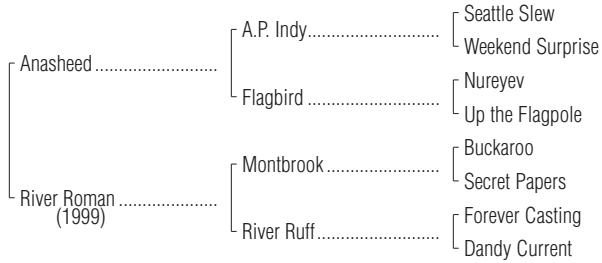 Seattle Slew
A.P. Indy
Weekend Surprise
Anasheed
Nureyev
Flagbird
Up the Flagpole
Buckaroo
Montbrook
Secret Papers
River Roman
(1999)
Forever Casting
River Ruff
Dandy Current